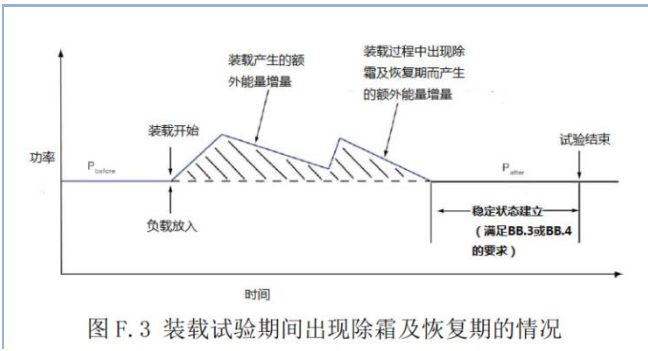 装载产生的额
外能量增量
装载过程中出现除
霜及恢复期而产生
的额外能量增量
装载开始
试验结束
功率
P before
P after
负载放入
稳定状态建立
(满足BB.3或BB.4
的要求)
时间
图 F.3 装载试验期间出现除霜及恢复期的情况